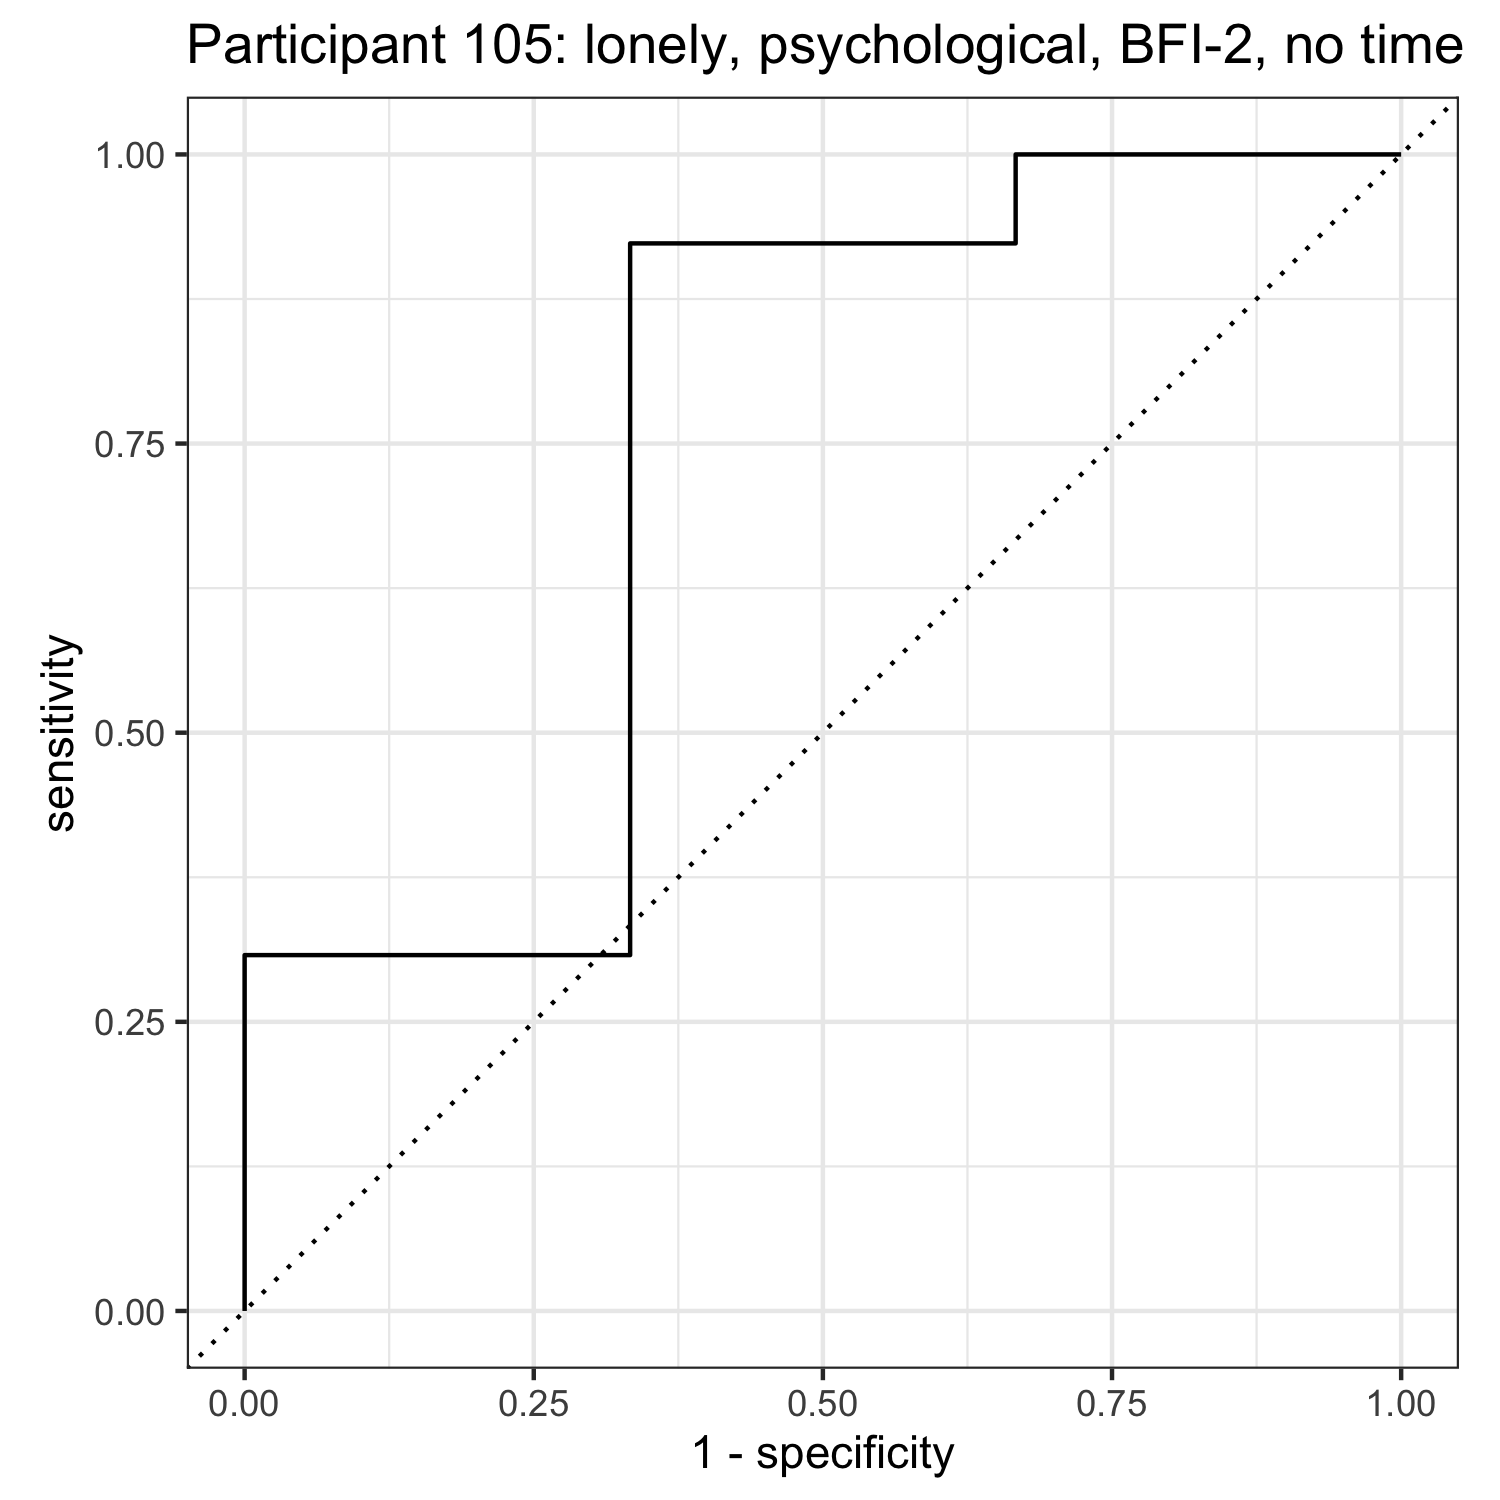 Participant 105: lonely, psychological, BFI-2, no time
1.00
0.75
0.50
0.25
0.00
sensitivity
0.00 0.25 0.50 0.75 1.00
1 - specificity